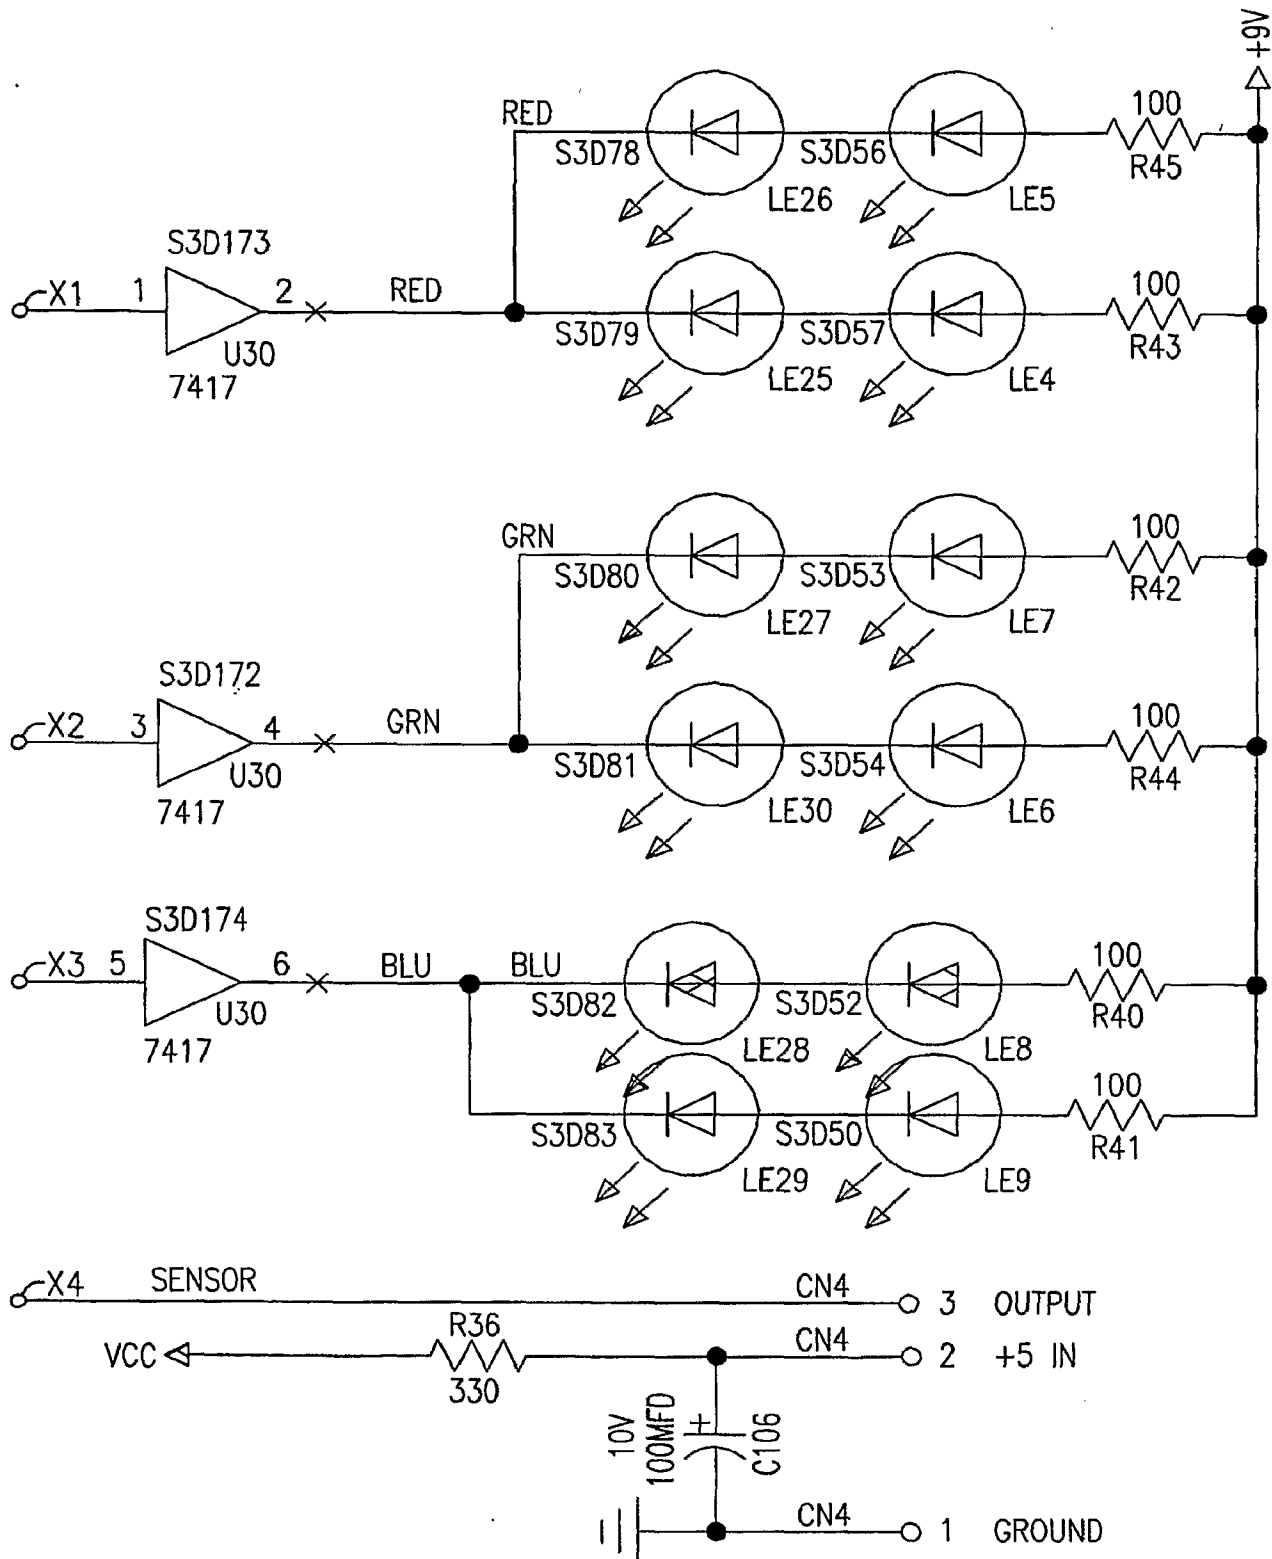 +9V
RED
S3D78
LE26
S3D56
LE5
100
R45
S3D173
X1
1
2
U30
7417
RED
S3D79
LE25
S3D57
LE4
100
R43
GRN
S3D80
LE27
S3D53
LE7
100
R42
S3D172
X2
3
4
U30
7417
GRN
S3D81
LE30
S3D54
LE6
100
R44
S3D174
X3
5
6
U30
7417
BLU
BLU
S3D82
LE28
S3D52
LE8
100
R40
S3D83
LE29
S3D50
LE9
100
R41
X4
SENSOR
CN4
3 OUTPUT
VCC
R36
330
CN4
2 +5 IN
10V
100MFD
+
C106
CN4
1 GROUND